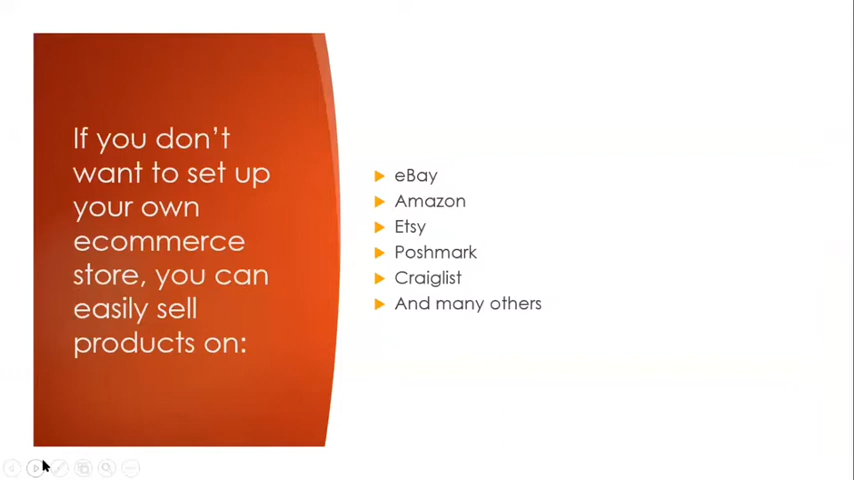 If you don’t
want to set up
your own
ecommerce
store, you can
easily sell
products on:
eBay
Amazon
Etsy
Poshmark
Craiglist
And many others